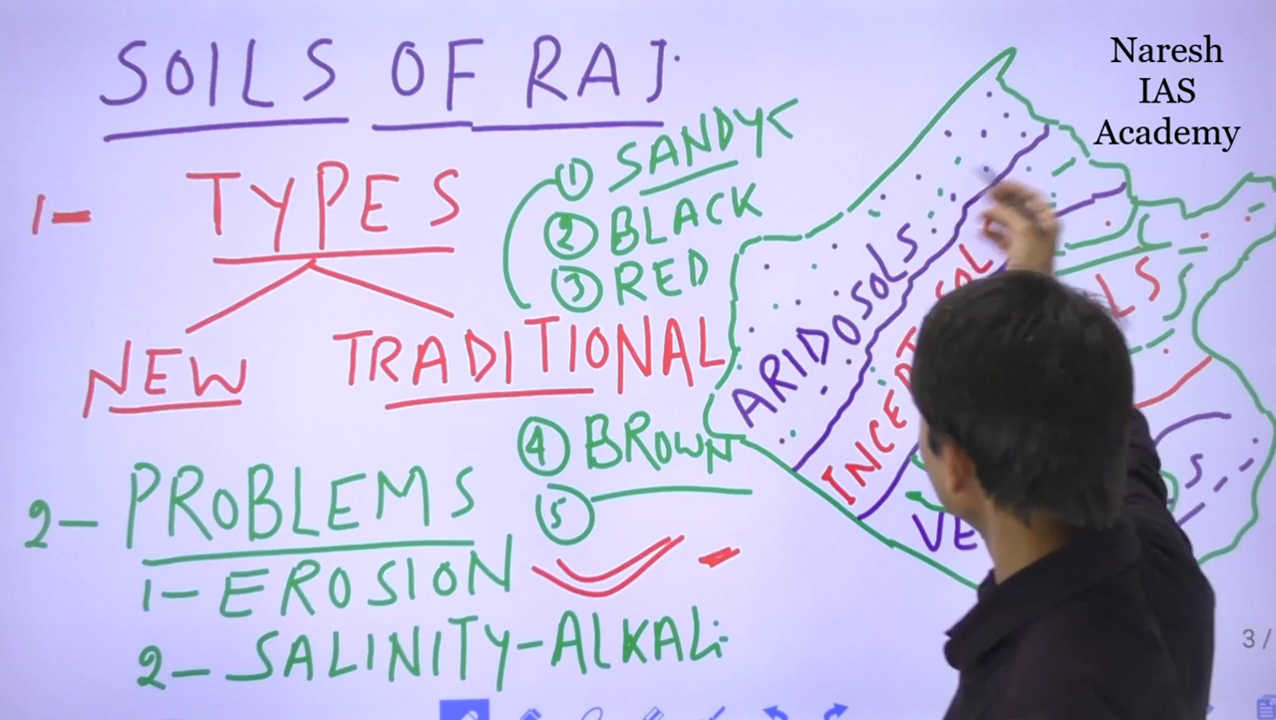 SOILS OF RAJ.
Naresh
IAS
Academy
1- TYPES
NEW TRADITIONAL
① SANDY
② BLACK
③ RED
④ BROWN
⑤
2- PROBLEMS
1- EROSION
2- SALINITY-ALKALi
ARIDOSOLS
3 /